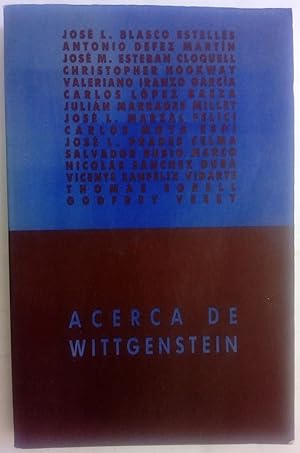 JOSÉ L. BLASCO ESTELLÉS
ANTONIO DEFEZ MARTÍN
JOSÉ M. ESTEBAN CLOQUELL
CHRISTOPHER HOOKWAY
VALERIANO IRANZO GARCÍA
CARLOS LÓPEZ
JULIÁN MARRADES MILLET
JOSÉ L. MARZAL FELICI
CARLOS MOYA ESPÍ
JOSÉ L. PRADES CELMA
SALVADOR RUBIO MARCO
NICOLÁS SÁNCHEZ DURÁ
VICENTE SANFÉLIX VIDARTE
THOMAS SORELL
GODFREY VESEY
ACERCA DE
WITTGENSTEIN